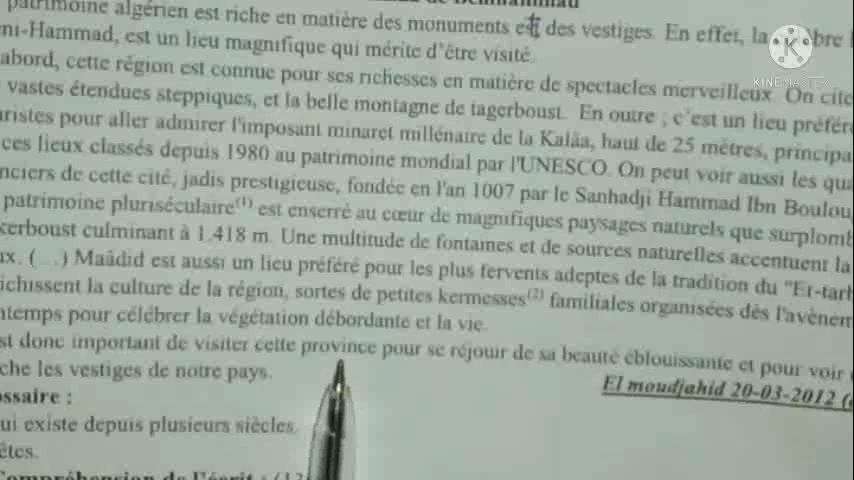 patrimoine algérien est riche en matière des monuments et des vestiges. En effet, la
ni-Hammad, est un lieu magnifique qui mérite d'être visité.
abord, cette région est connue pour ses richesses en matière de spectacles merveilleux. On cite
vastes étendues steppiques, et la belle montagne de tagerboust. En outre ; c'est un lieu préféré
ristes pour aller admirer l'imposant minaret millénaire de la Kalâa, haut de 25 mètres, principa
ces lieux classés depuis 1980 au patrimoine mondial par l'UNESCO. On peut voir aussi les qua
nciers de cette cité, jadis prestigieuse, fondée en l'an 1007 par le Sanhadji Hammad Ibn Boulou
patrimoine pluriséculaire(1) est enserré au cœur de magnifiques paysages naturels que surplomb
kerboust culminant à 1.418 m. Une multitude de fontaines et de sources naturelles accentuent la
ux. (...) Maâdid est aussi un lieu préféré pour les plus fervents adeptes de la tradition du "Et-tarb
ichissent la culture de la région, sortes de petites kermesses(2) familiales organisées dès l'avènem
ntemps pour célébrer la végétation débordante et la vie.
st donc important de visiter cette province pour se réjouir de sa beauté éblouissante et pour voir
che les vestiges de notre pays.
El moudjahid 20-03-2012
ossaire :
ui existe depuis plusieurs siècles.
êtes.
Compréhension de l'écrit :
KINEMASTER